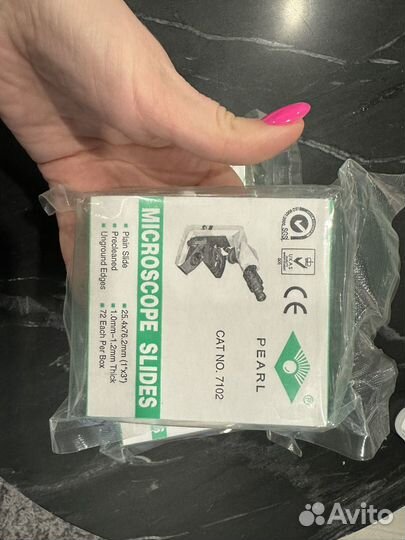 MICROSCOPE SLIDES
• Plain Slide
• Precleaned
• Unground Edges
• 25.4x76.2mm (1"x3")
• 1.0mm-1.2mm Thick
• 72 Each Per Box
CAT NO. 7102
PEARL
®
SGS
UKAS
CE
Avito